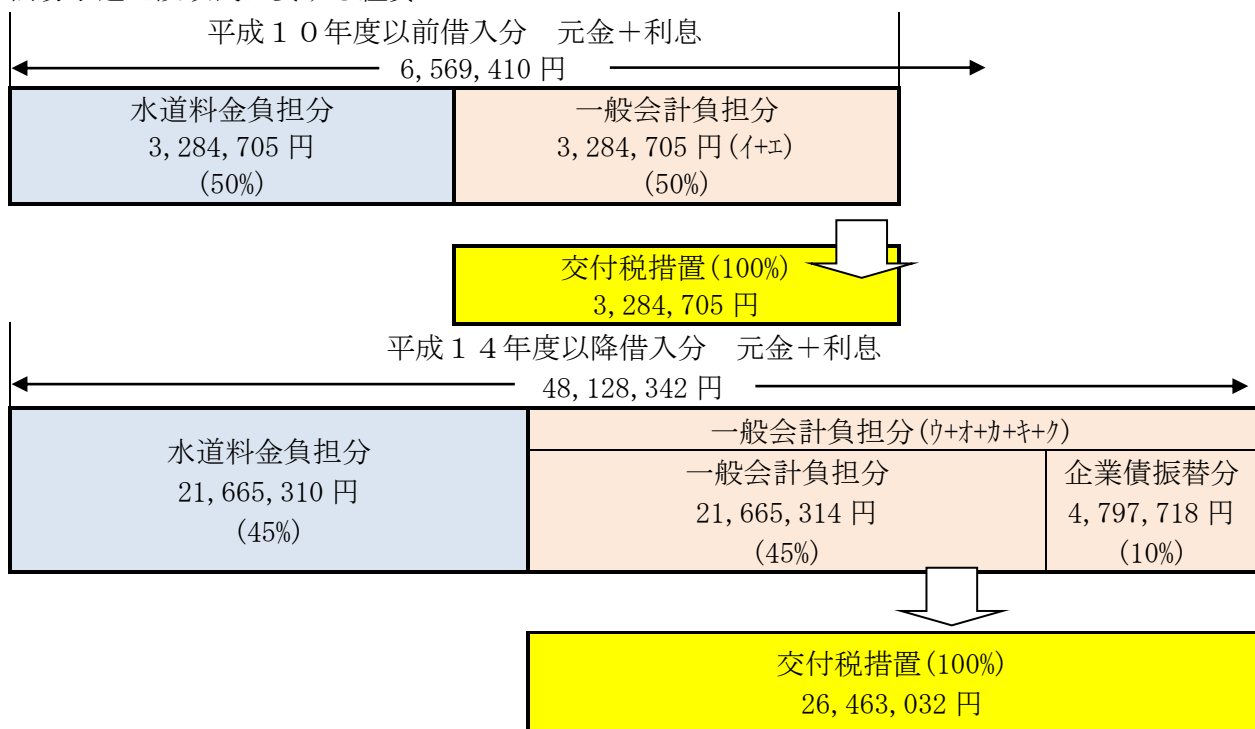 平成１０年度以前借入分　元金＋利息
6,569,410 円
水道料金負担分
3,284,705 円
(50%)
一般会計負担分
3,284,705 円(ｲ+ｴ)
(50%)
交付税措置(100%)
3,284,705 円
平成１４年度以降借入分　元金＋利息
48,128,342 円
水道料金負担分
21,665,310 円
(45%)
一般会計負担分(ｳ+ｵ+ｶ+ｷ+ｸ)
一般会計負担分
21,665,314 円
(45%)
企業債振替分
4,797,718 円
(10%)
交付税措置(100%)
26,463,032 円